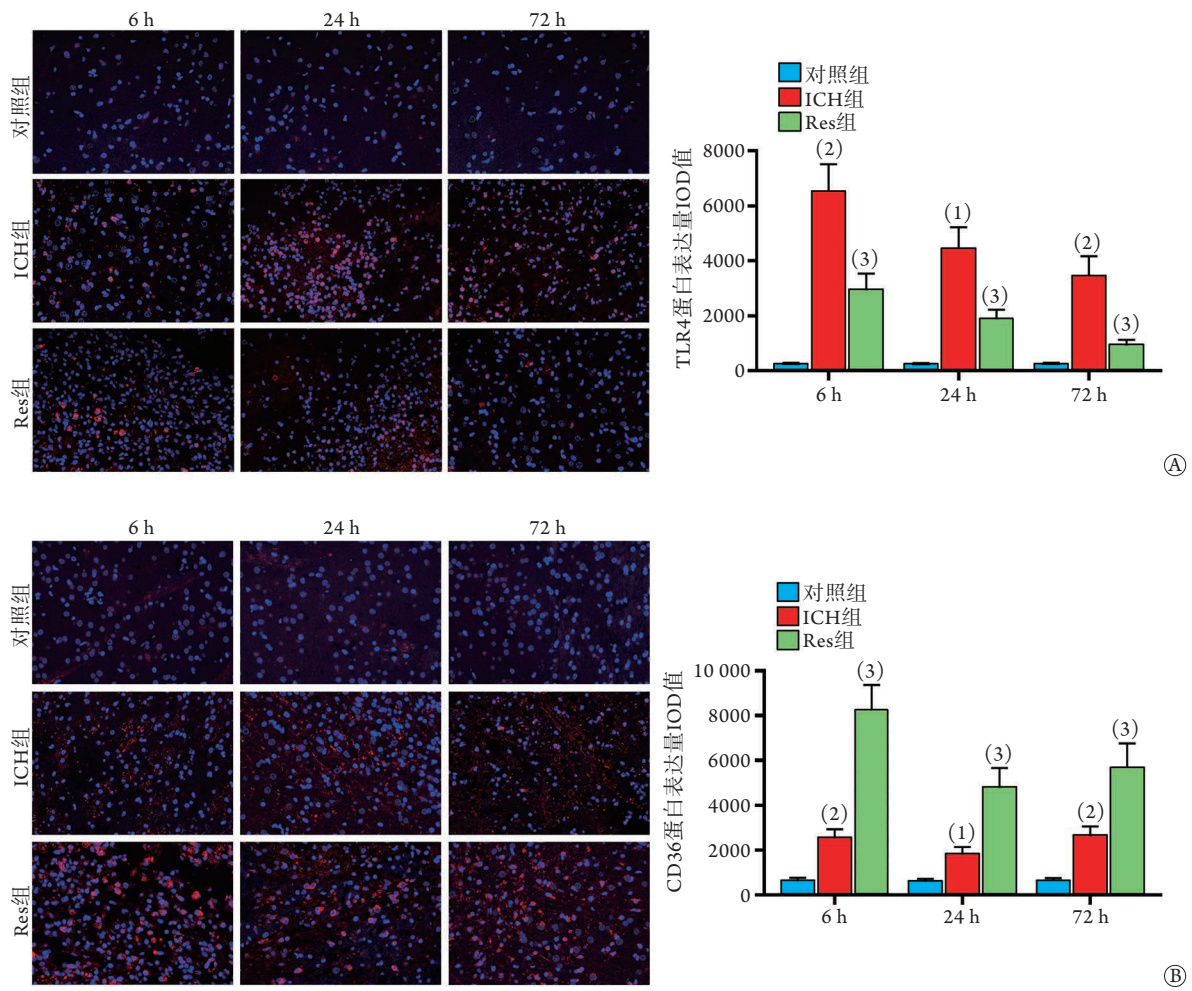 6 h 24 h 72 h
对照组
ICH组
Res组
对照组
ICH组
Res组
TLR4蛋白表达量IOD值
8000
6000
4000
2000
0
(2)
(3)
(1)
(3)
(2)
(3)
6 h 24 h 72 h
Ⓐ
6 h 24 h 72 h
对照组
ICH组
Res组
对照组
ICH组
Res组
CD36蛋白表达量IOD值
10 000
8000
6000
4000
2000
0
(2)
(3)
(1)
(3)
(2)
(3)
6 h 24 h 72 h
Ⓑ